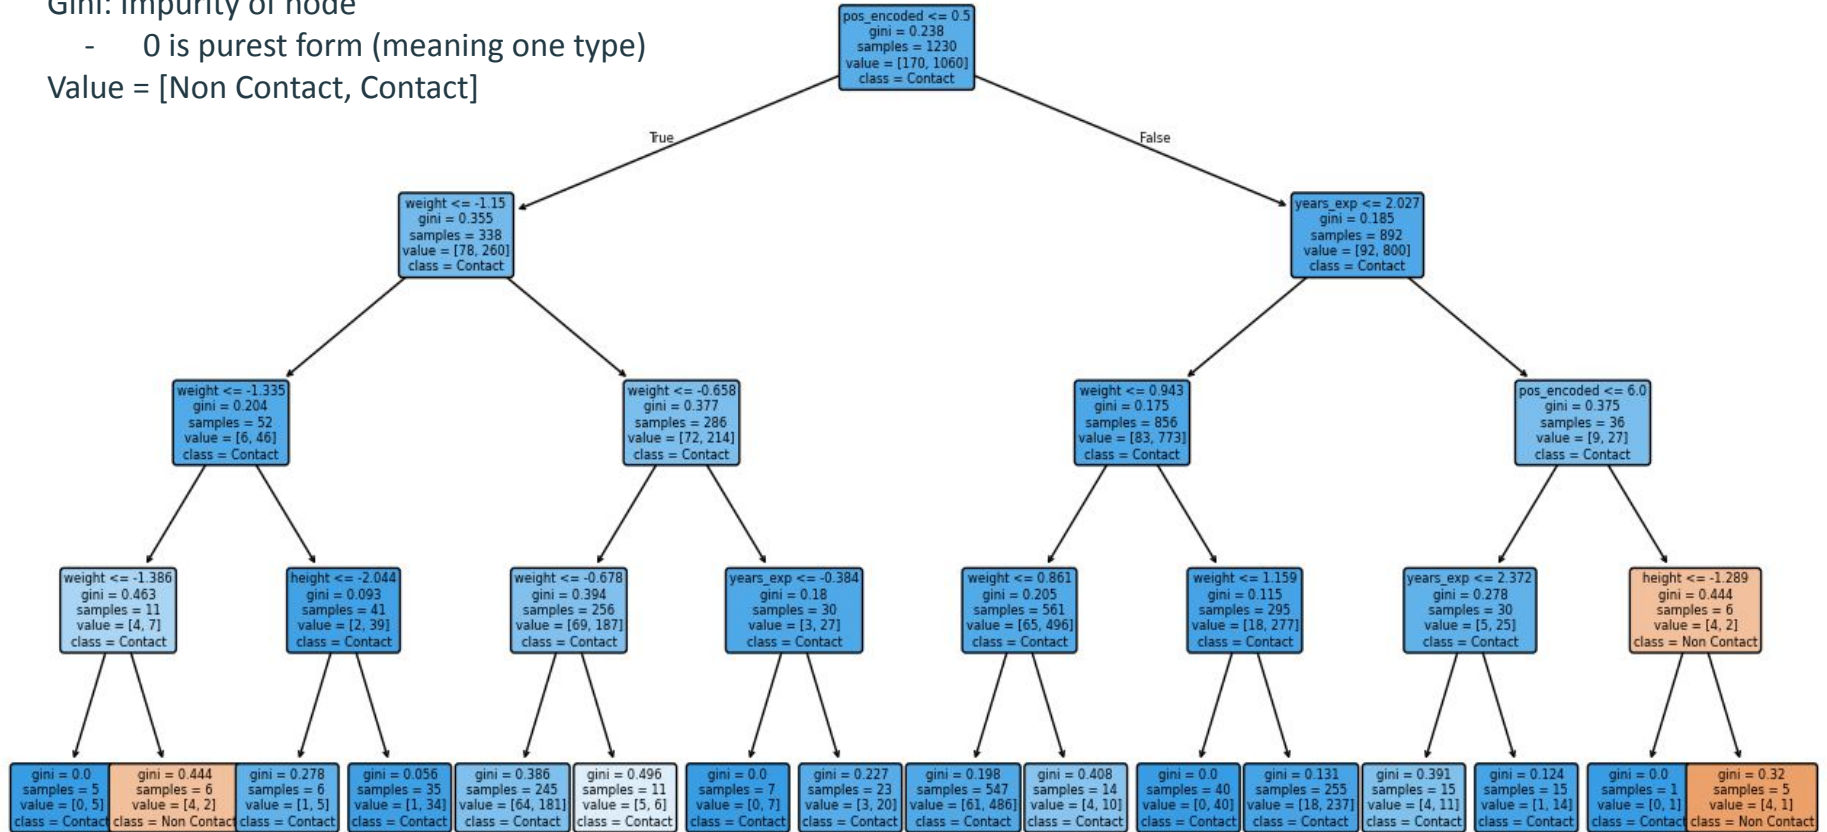 Gini: Impurity of node
- 0 is purest form (meaning one type)
Value = [Non Contact, Contact]
pos_encoded <= 0.5
gini = 0.238
samples = 1230
value = [170, 1060]
class = Contact
True
False
weight <= -1.15
gini = 0.355
samples = 338
value = [78, 260]
class = Contact
years_exp <= 2.027
gini = 0.185
samples = 892
value = [92, 800]
class = Contact
weight <= -1.335
gini = 0.204
samples = 52
value = [6, 46]
class = Contact
weight <= -0.658
gini = 0.377
samples = 286
value = [72, 214]
class = Contact
weight <= 0.943
gini = 0.175
samples = 856
value = [83, 773]
class = Contact
pos_encoded <= 6.0
gini = 0.375
samples = 36
value = [9, 27]
class = Contact
weight <= -1.386
gini = 0.463
samples = 11
value = [4, 7]
class = Contact
height <= -2.044
gini = 0.093
samples = 41
value = [2, 39]
class = Contact
weight <= -0.678
gini = 0.394
samples = 256
value = [69, 187]
class = Contact
years_exp <= -0.384
gini = 0.18
samples = 30
value = [3, 27]
class = Contact
weight <= 0.861
gini = 0.205
samples = 561
value = [65, 496]
class = Contact
weight <= 1.159
gini = 0.115
samples = 295
value = [18, 277]
class = Contact
years_exp <= 2.372
gini = 0.278
samples = 30
value = [5, 25]
class = Contact
height <= -1.289
gini = 0.444
samples = 6
value = [4, 2]
class = Non Contact
gini = 0.0
samples = 5
value = [0, 5]
class = Contact
gini = 0.444
samples = 6
value = [4, 2]
class = Non Contact
gini = 0.278
samples = 6
value = [1, 5]
class = Contact
gini = 0.056
samples = 35
value = [1, 34]
class = Contact
gini = 0.386
samples = 245
value = [64, 181]
class = Contact
gini = 0.496
samples = 11
value = [5, 6]
class = Contact
gini = 0.0
samples = 7
value = [0, 7]
class = Contact
gini = 0.227
samples = 23
value = [3, 20]
class = Contact
gini = 0.198
samples = 547
value = [61, 486]
class = Contact
gini = 0.408
samples = 14
value = [4, 10]
class = Contact
gini = 0.0
samples = 40
value = [0, 40]
class = Contact
gini = 0.131
samples = 255
value = [18, 237]
class = Contact
gini = 0.391
samples = 15
value = [4, 11]
class = Contact
gini = 0.124
samples = 15
value = [1, 14]
class = Contact
gini = 0.0
samples = 1
value = [0, 1]
class = Contact
gini = 0.32
samples = 5
value = [4, 1]
class = Non Contact